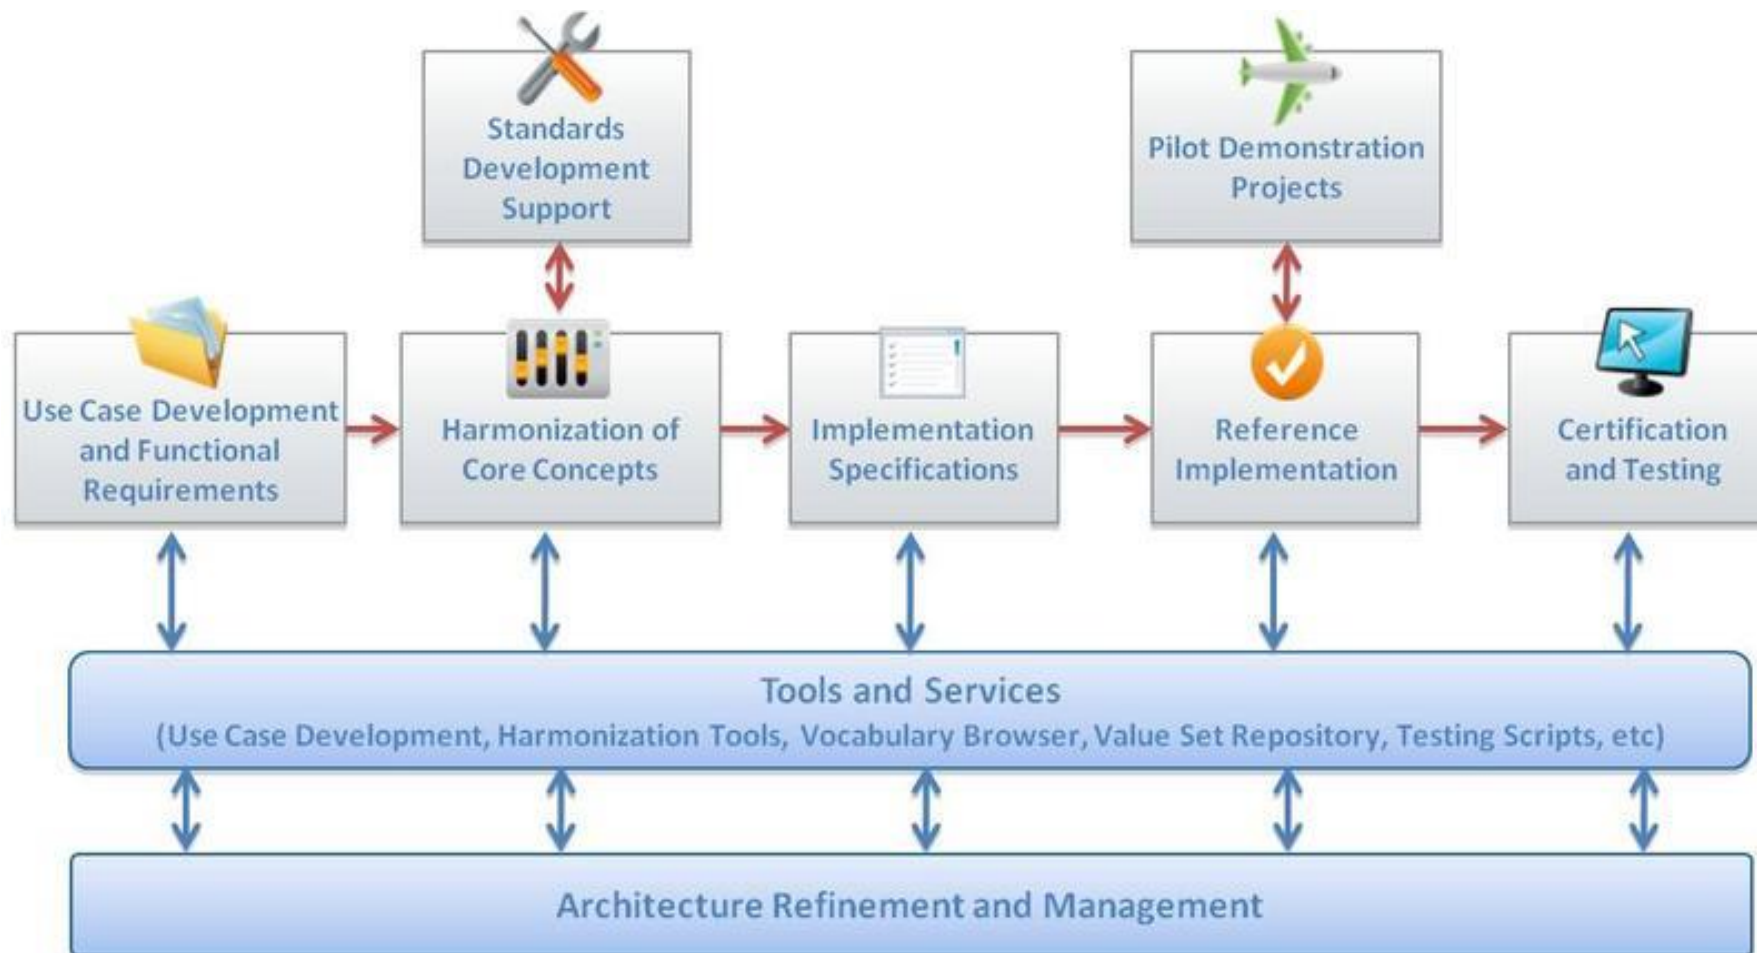 Standards
Development
Support
Pilot Demonstration
Projects
Use Case Development
and Functional
Requirements
Harmonization of
Core Concepts
Implementation
Specifications
Reference
Implementation
Certification
and Testing
Tools and Services
(Use Case Development, Harmonization Tools, Vocabulary Browser, Value Set Repository, Testing Scripts, etc)
Architecture Refinement and Management